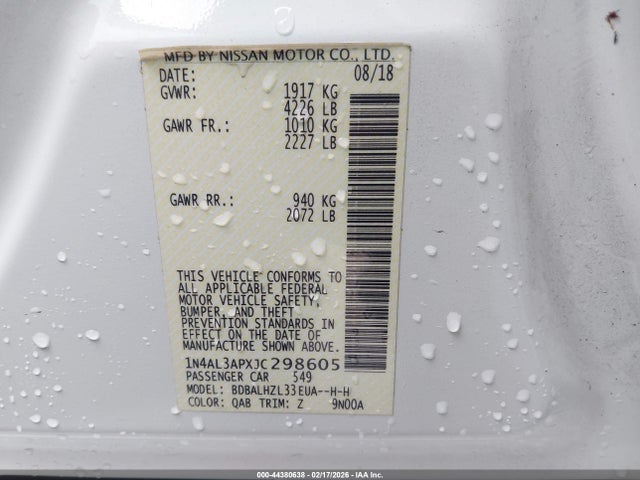 MFD BY NISSAN MOTOR CO., LTD.
DATE: 08/18
GVWR: 1917 KG
4226 LB
GAWR FR.: 1010 KG
2227 LB
GAWR RR.: 940 KG
2072 LB
THIS VEHICLE CONFORMS TO
ALL APPLICABLE FEDERAL
MOTOR VEHICLE SAFETY,
BUMPER, AND THEFT
PREVENTION STANDARDS IN
EFFECT ON THE DATE OF
MANUFACTURE SHOWN ABOVE.
1N4AL3APXJC298605
PASSENGER CAR 549
MODEL: BDBALHZL33EUA--H-H
COLOR: QAB TRIM: Z 9N00A
000-44380638 - 02/17/2026 - IAA Inc.